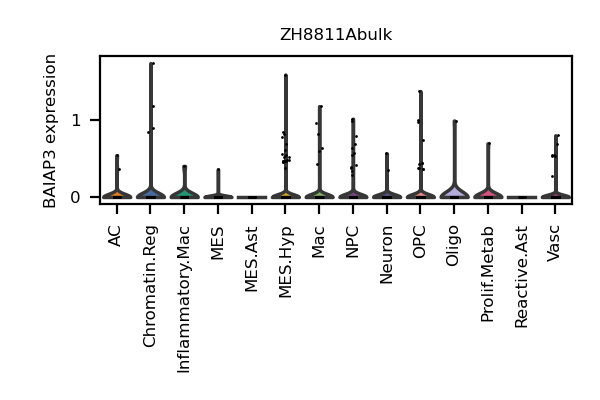 ZH8811Abulk
BAIAP3 expression
1
0
AC
Chromatin.Reg
Inflammatory.Mac
MES
MES.Ast
MES.Hyp
Mac
NPC
Neuron
OPC
Oligo
Prolif.Metab
Reactive.Ast
Vasc